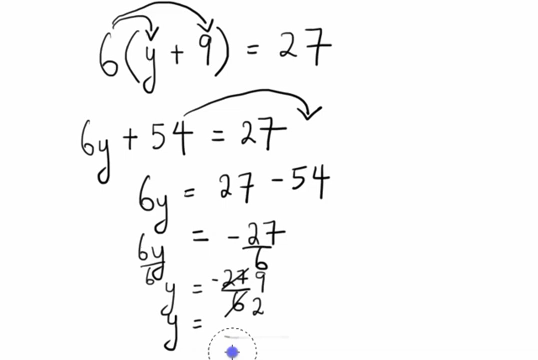 6(y + 9) = 27
6y + 54 = 27
6y = 27 - 54
6y/6 = -27/6
y = -27/6 9/2
y =